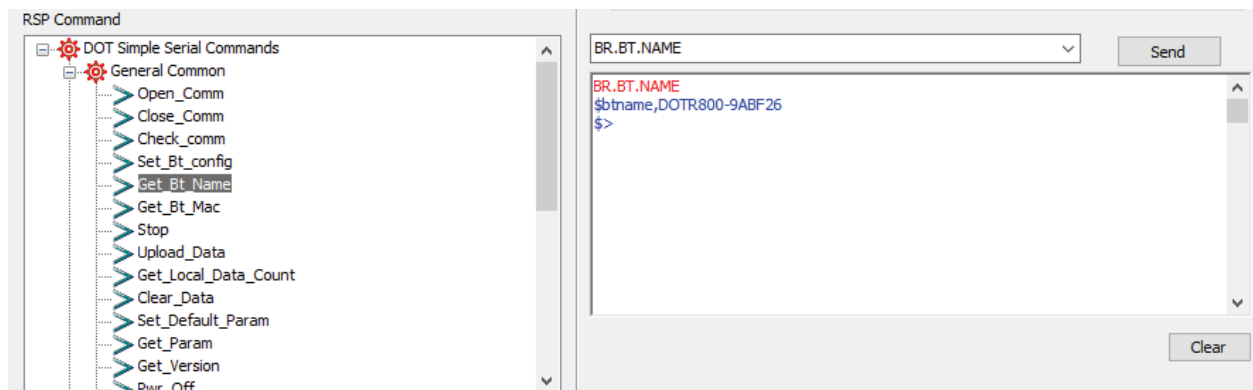 RSP Command
DOT Simple Serial Commands
General Common
Open_Comm
Close_Comm
Check_comm
Set_Bt_config
Get_Bt_Name
Get_Bt_Mac
Stop
Upload_Data
Get_Local_Data_Count
Clear_Data
Set_Default_Param
Get_Param
Get_Version
Pwr_Off
BR.BT.NAME
Send
BR.BT.NAME
$btname,DOTR800-9ABF26
$>
Clear